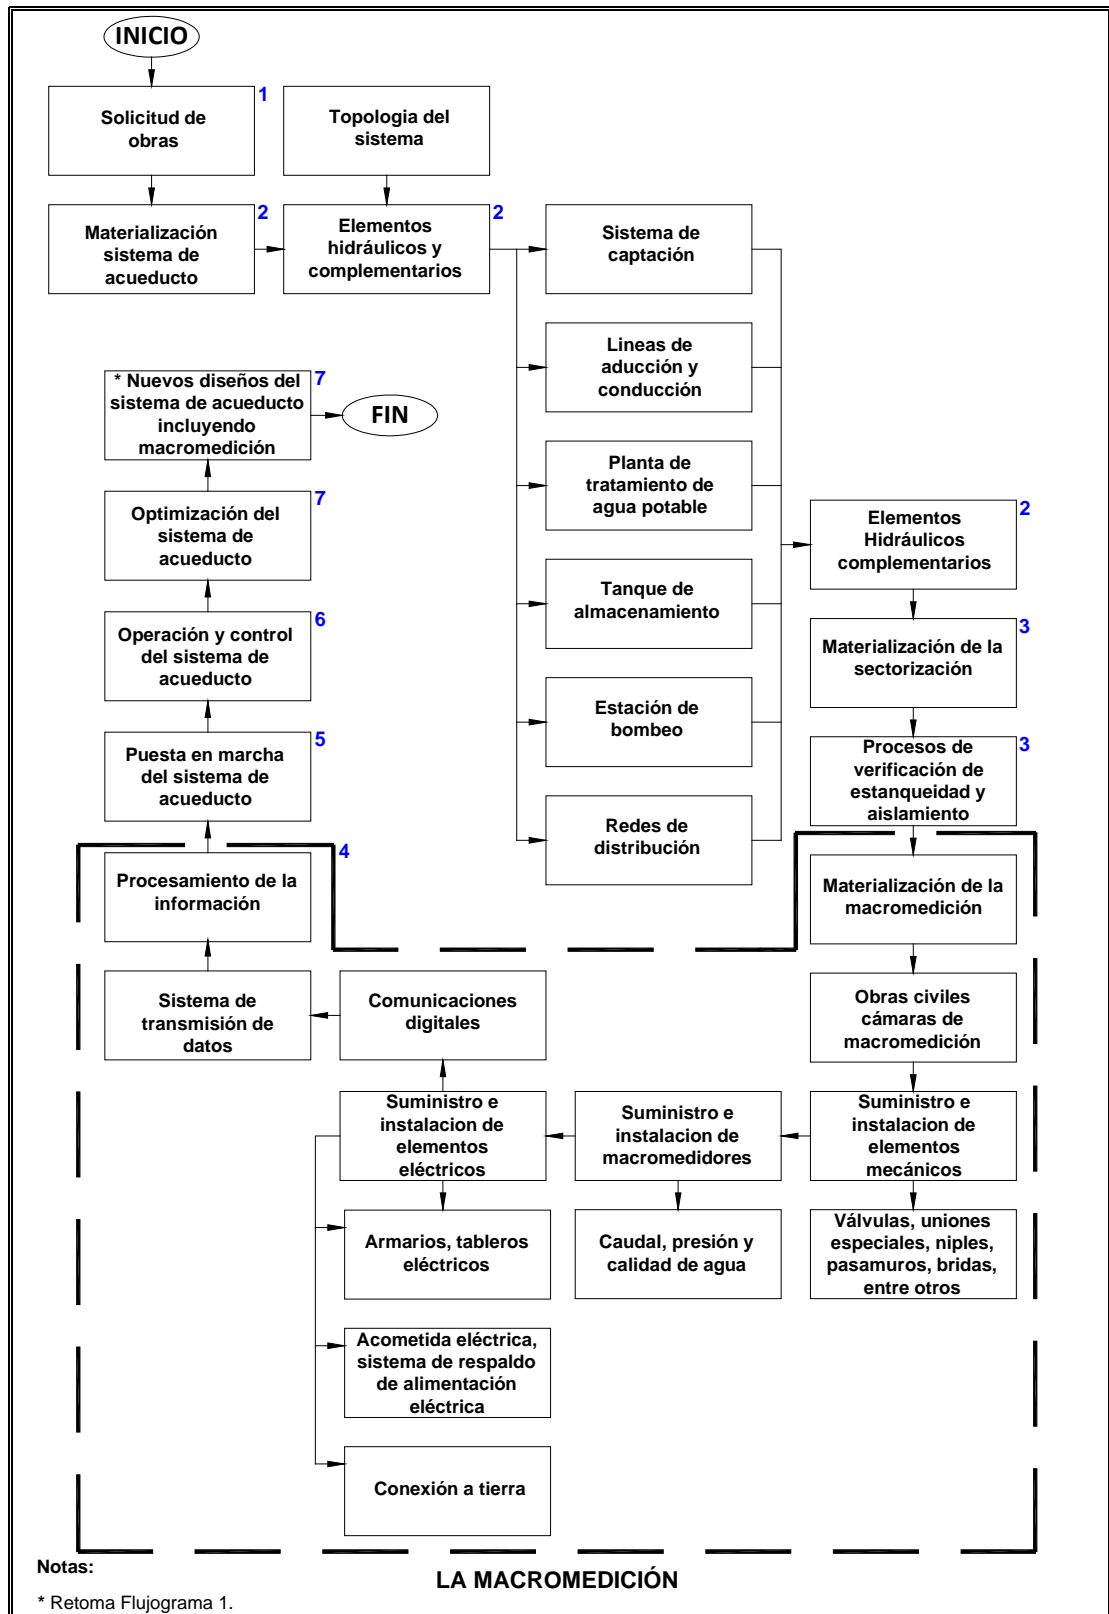 INICIO
1
Solicitud de
obras
Topologia del
sistema
2
Materialización
sistema de
acueducto
2
Elementos
hidráulicos y
complementarios
Sistema de
captación
Lineas de
aducción y
conducción
Planta de
tratamiento de
agua potable
Tanque de
almacenamiento
Estación de
bombeo
Redes de
distribución
2
Elementos
Hidráulicos
complementarios
3
Materialización de la
sectorización
3
Procesos de
verificación de
estanqueidad y
aislamiento
Materialización de la
macromedición
Obras civiles
cámaras de
macromedición
Suministro e
instalacion de
elementos
mecánicos
Válvulas, uniones
especiales, niples,
pasamuros, bridas,
entre otros
Suministro e
instalacion de
macromedidores
Caudal, presión y
calidad de agua
Suministro e
instalacion de
elementos
eléctricos
Armarios, tableros
eléctricos
Acometida eléctrica,
sistema de respaldo
de alimentación
eléctrica
Conexión a tierra
Comunicaciones
digitales
Sistema de
transmisión de
datos
4
Procesamiento de la
información
5
Puesta en marcha
del sistema de
acueducto
6
Operación y control
del sistema de
acueducto
7
Optimización del
sistema de
acueducto
7
* Nuevos diseños del
sistema de acueducto
incluyendo
macromedición
FIN
LA MACROMEDICIÓN
Notas:
* Retoma Flujograma 1.